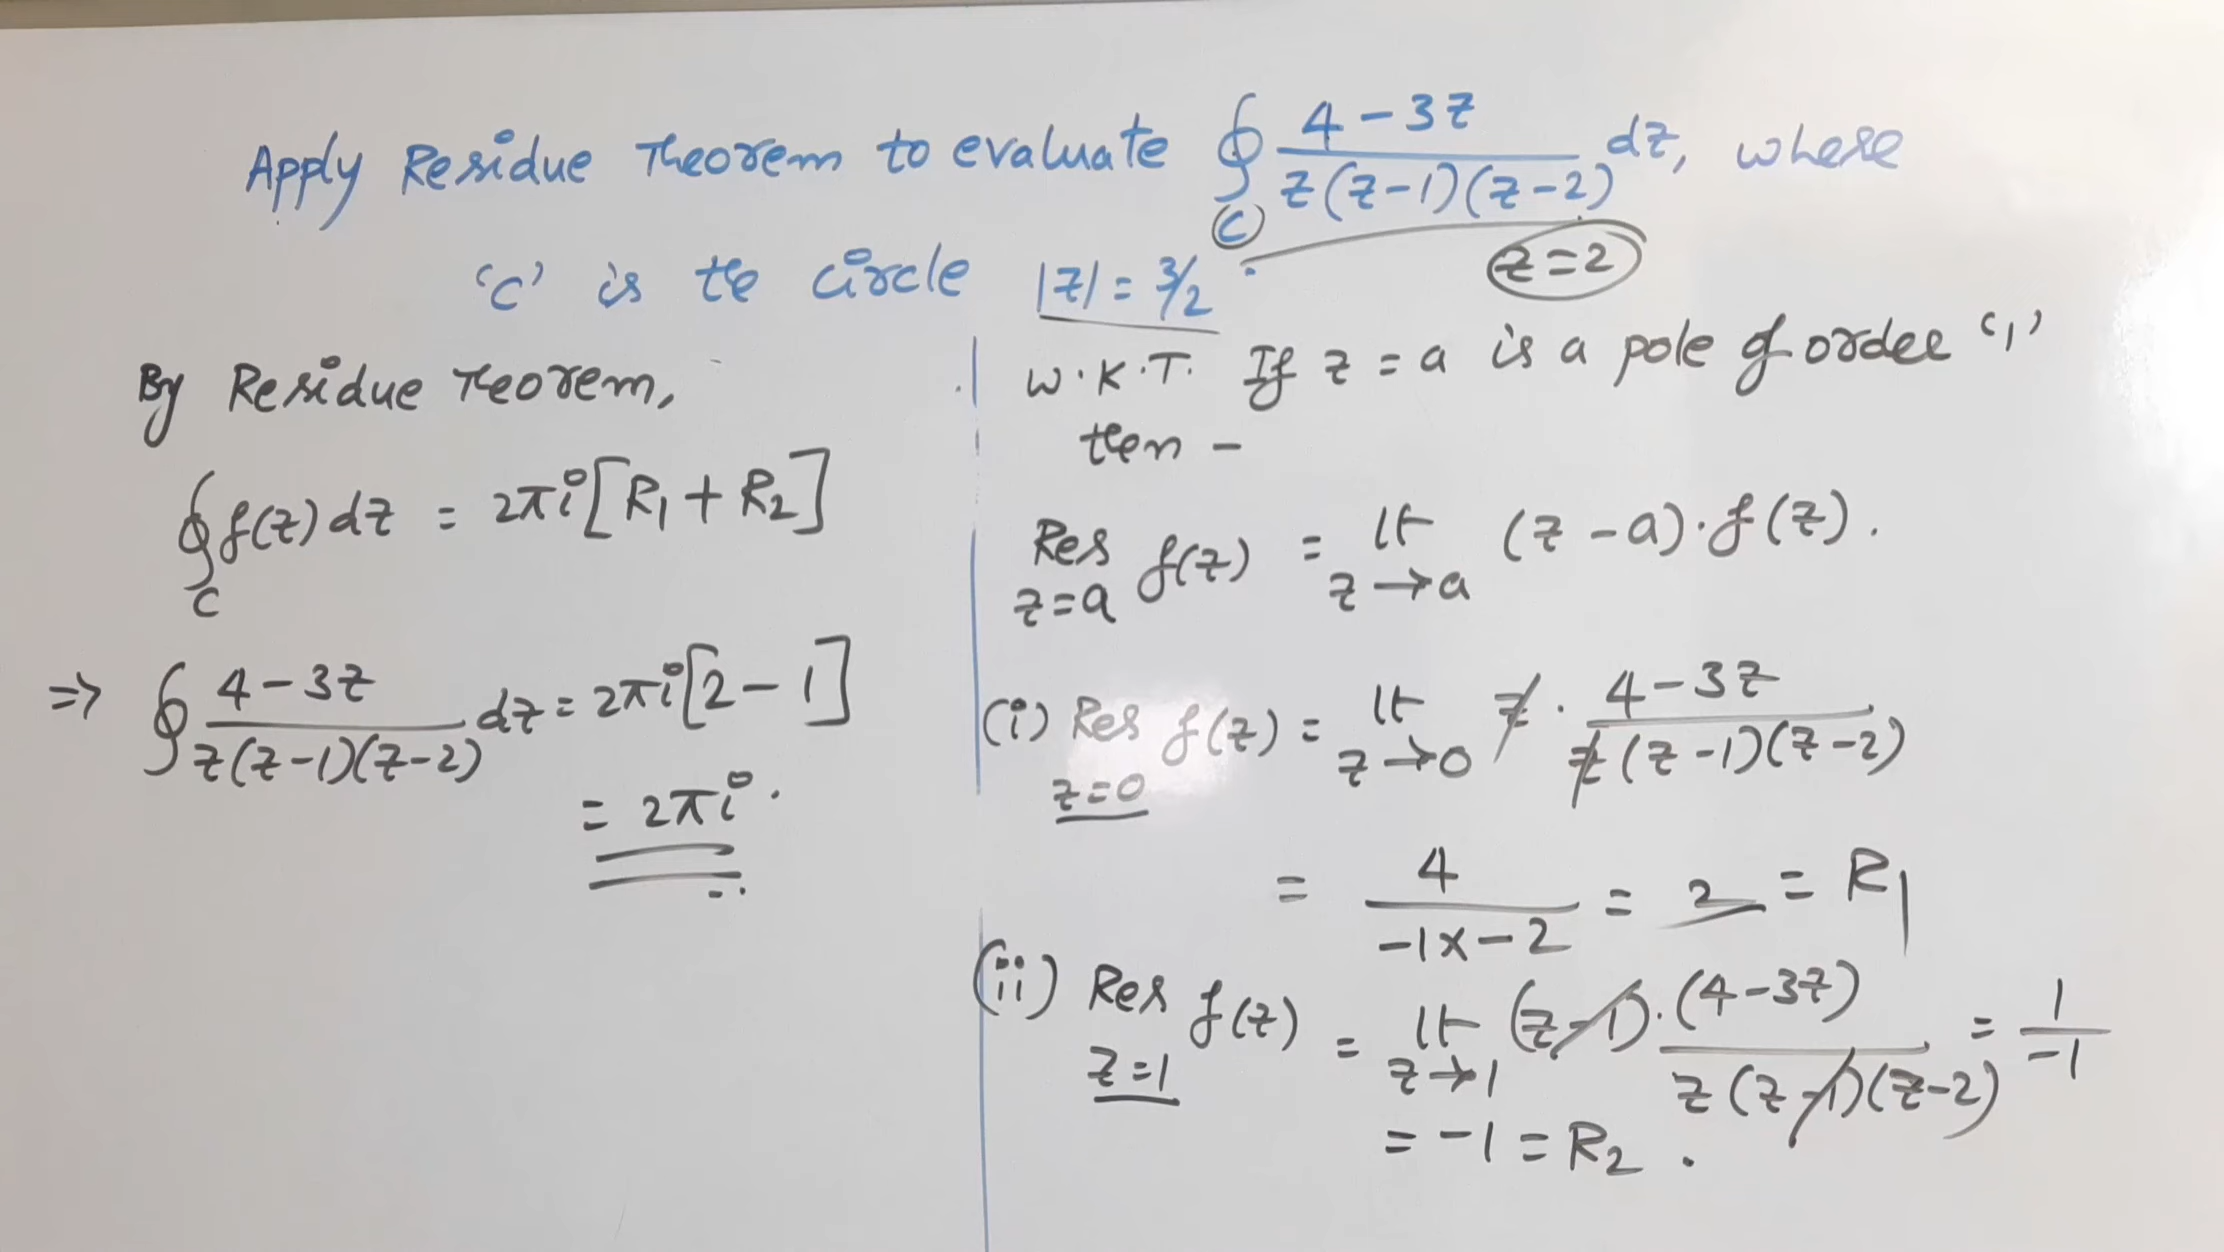 Apply Residue Theorem to evaluate ∮_C (4-3z)/(z(z-1)(z-2)) dz, where
'C' is the circle |z| = 3/2.
z=2
By Residue Theorem,
∮_C f(z) dz = 2πi[R₁ + R₂]
⇒ ∮ (4-3z)/(z(z-1)(z-2)) dz = 2πi[2-1]
= 2πi.
W.K.T. If z = a is a pole of order '1'
then -
Res_{z=a} f(z) = lt_{z→a} (z-a)·f(z).
(i) Res_{z=0} f(z) = lt_{z→0} z · (4-3z)/(z(z-1)(z-2))
= 4/(-1×-2) = 2 = R₁
(ii) Res_{z=1} f(z) = lt_{z→1} (z-1)·(4-3z)/(z(z-1)(z-2)) = 1/-1
= -1 = R₂.